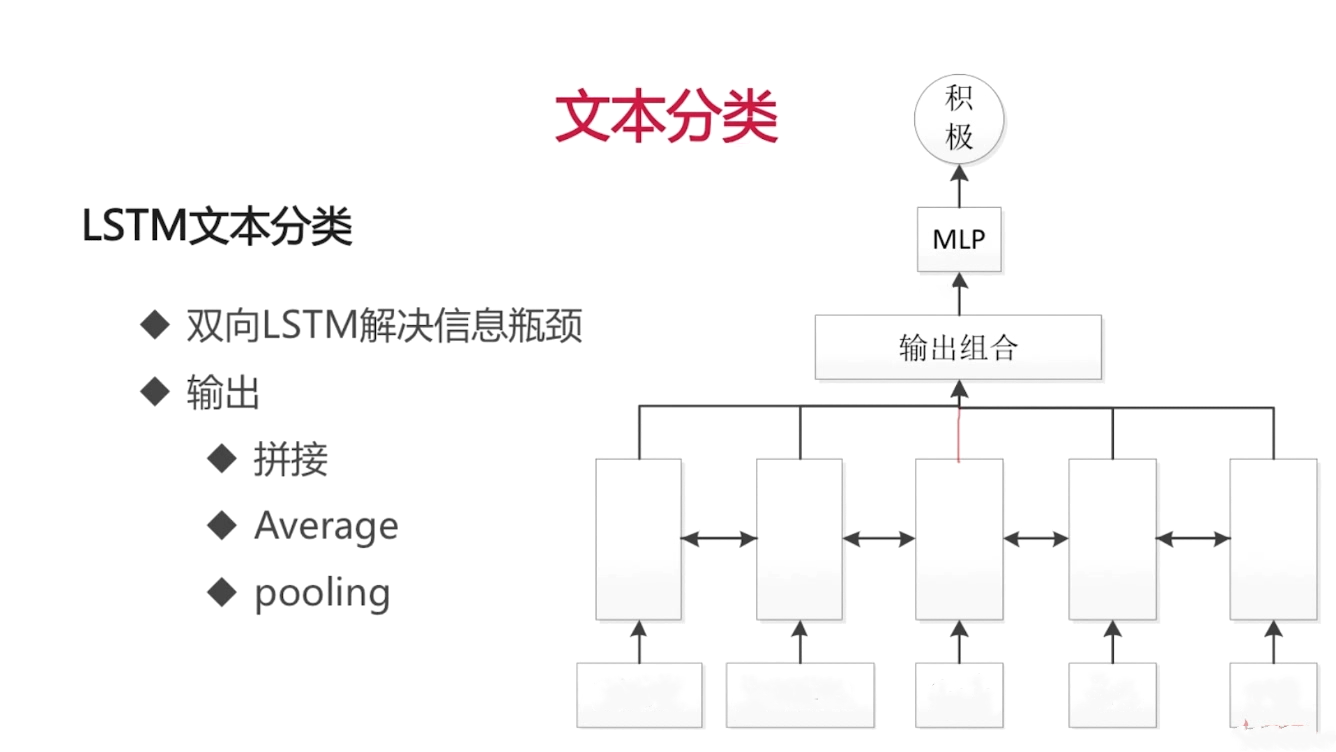 文本分类
LSTM文本分类
双向LSTM解决信息瓶颈
输出
拼接
Average
pooling
积
极
MLP
输出组合